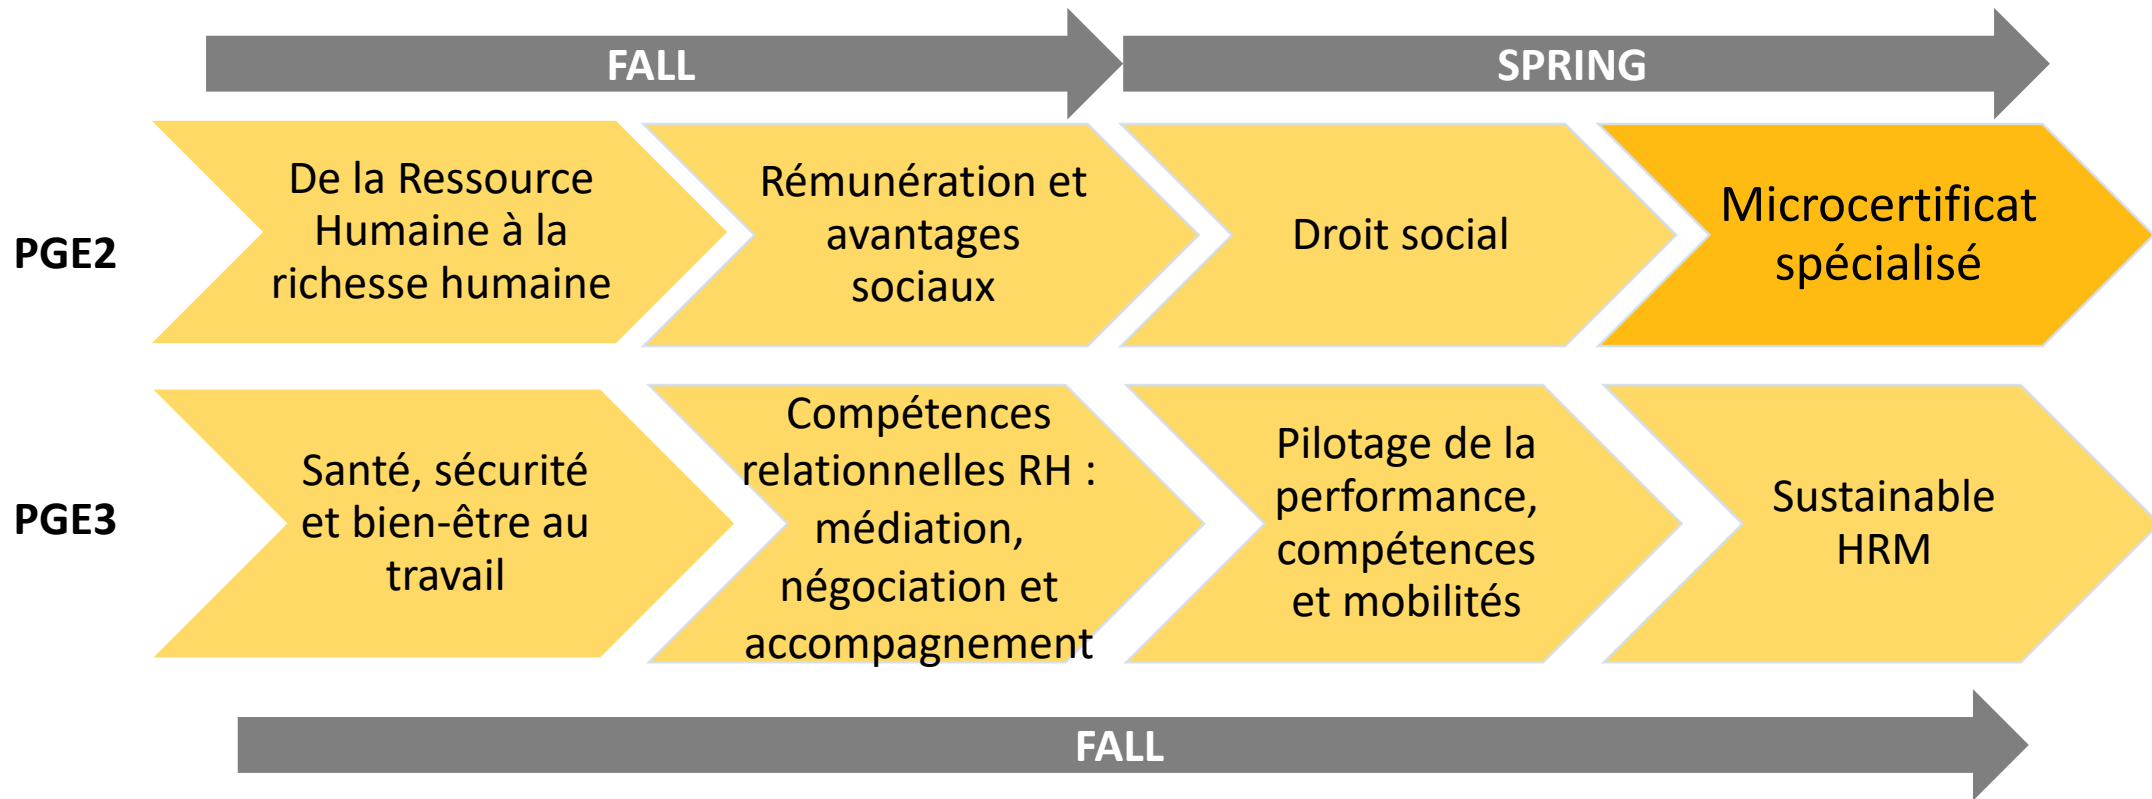 FALL
SPRING
PGE2
De la Ressource
Humaine à la
richesse humaine
Rémunération et
avantages
sociaux
Droit social
Microcertificat
spécialisé
PGE3
Santé, sécurité
et bien-être au
travail
Compétences
relationnelles RH :
médiation,
négociation et
accompagnement
Pilotage de la
performance,
compétences
et mobilités
Sustainable
HRM
FALL